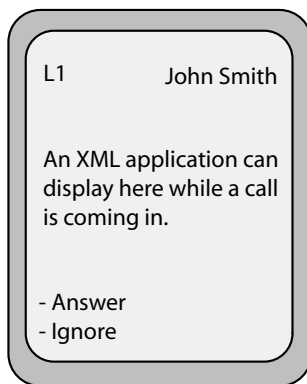 L1 John Smith
An XML application can
display here while a call
is coming in.
- Answer
- Ignore